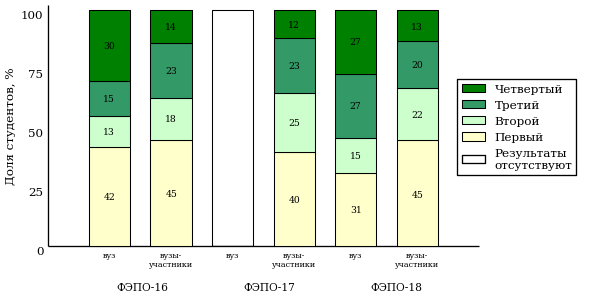 100
75
50
25
0
Доля студентов, %
30
15
13
42
14
23
18
45
12
23
25
40
27
27
15
31
13
20
22
45
вуз
вузы-
участники
вуз
вузы-
участники
вуз
вузы-
участники
ФЭПО-16
ФЭПО-17
ФЭПО-18
Четвертый
Третий
Второй
Первый
Результаты
отсутствуют